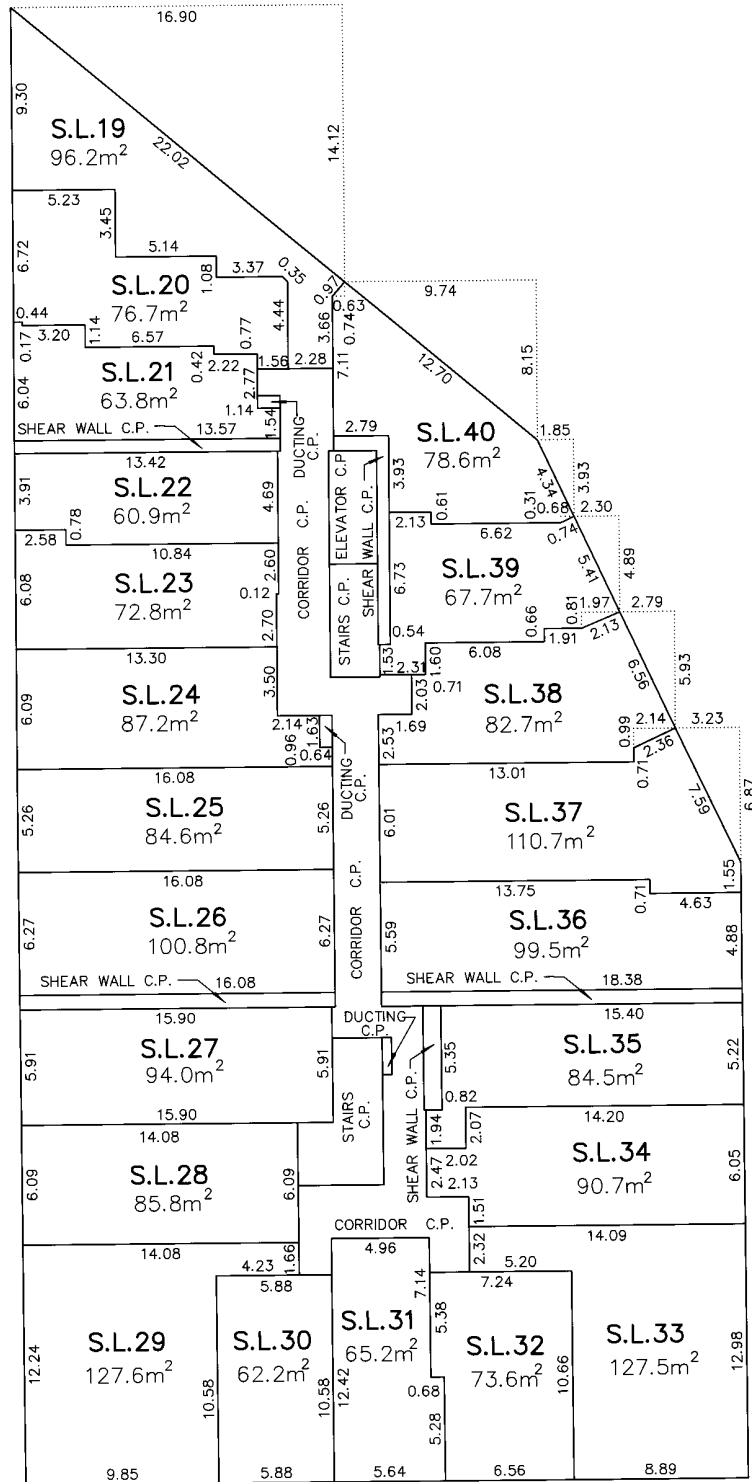 16.90
9.30
S.L.19
96.2m²
22.02
14.12
5.23
3.45
6.72
5.14
1.08
3.37
0.35
0.97
0.63
9.74
S.L.20
76.7m²
4.44
3.66
0.74
8.15
12.70
0.44
0.17
3.20
1.14
6.57
0.42
2.22
0.77
1.56
2.28
7.11
S.L.21
63.8m²
2.77
1.14
1.54
6.04
SHEAR WALL C.P.
13.57
DUCTING
C.P.
2.79
S.L.40
78.6m²
1.85
3.93
4.34
13.42
3.91
S.L.22
60.9m²
4.69
ELEVATOR C.P.
SHEAR WALL C.P.
3.93
2.13
0.61
6.62
0.31
0.68
0.74
2.30
2.58
0.78
10.84
6.08
S.L.23
72.8m²
2.60
0.12
2.70
CORRIDOR C.P.
STAIRS C.P.
6.73
S.L.39
67.7m²
5.41
4.89
0.54
0.66
0.81
1.97
2.13
2.79
1.91
6.08
1.60
13.30
6.09
S.L.24
87.2m²
3.50
1.53
2.31
0.71
2.03
1.69
S.L.38
82.7m²
6.56
5.93
2.14
0.96
1.63
0.64
2.53
0.99
2.14
2.36
3.23
0.71
13.01
DUCTING
C.P.
16.08
5.26
S.L.25
84.6m²
5.26
6.01
S.L.37
110.7m²
7.59
6.87
16.08
1.55
13.75
0.71
4.63
6.27
S.L.26
100.8m²
6.27
CORRIDOR C.P.
5.59
S.L.36
99.5m²
4.88
SHEAR WALL C.P.
16.08
SHEAR WALL C.P.
18.38
15.90
5.91
S.L.27
94.0m²
5.91
DUCTING
C.P.
15.40
5.35
S.L.35
84.5m²
5.22
0.82
STAIRS
C.P.
SHEAR WALL C.P.
15.90
14.08
6.09
S.L.28
85.8m²
6.09
1.94
2.07
14.20
2.02
S.L.34
90.7m²
6.05
2.47
2.13
1.51
CORRIDOR C.P.
14.08
1.66
4.23
5.88
4.96
7.14
2.32
7.24
5.20
14.09
12.24
S.L.29
127.6m²
10.58
S.L.30
62.2m²
10.58
12.42
S.L.31
65.2m²
5.38
0.68
5.28
S.L.32
73.6m²
10.66
S.L.33
127.5m²
12.98
9.85
5.88
5.64
6.56
8.89